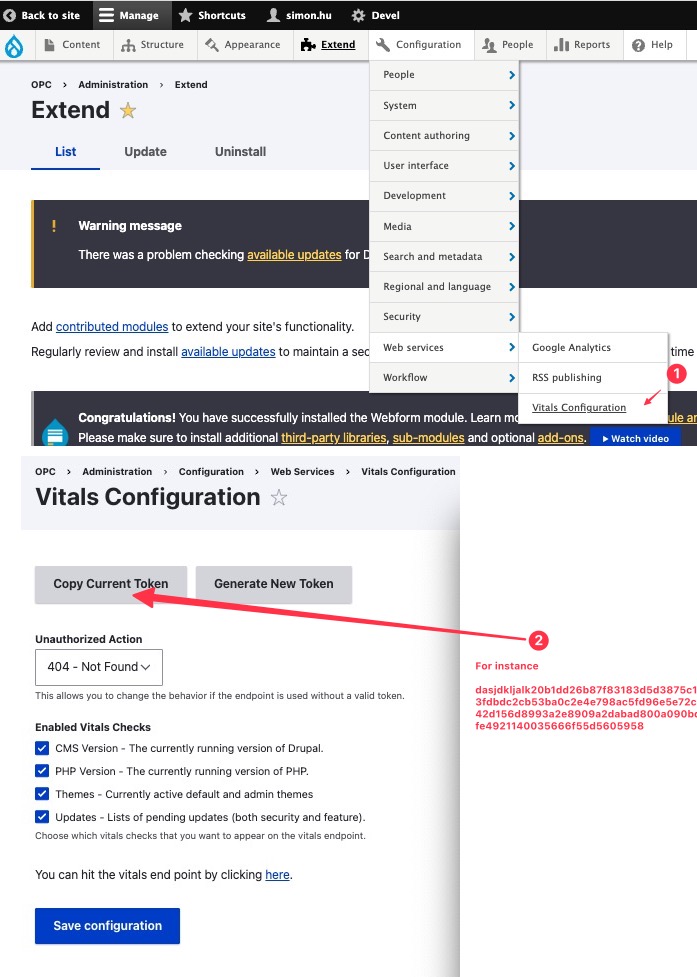 Back to site Manage Shortcuts simon.hu Devel
Content Structure Appearance Extend Configuration People Reports Help
OPC > Administration > Extend
Extend
List Update Uninstall
People
System
Content authoring
User interface
Development
Media
Search and metadata
Regional and language
Security
Web services
Workflow
Google Analytics
RSS publishing
Vitals Configuration
1
! Warning message
There was a problem checking available updates for D
Add contributed modules to extend your site's functionality.
Regularly review and install available updates to maintain a sec time
Congratulations! You have successfully installed the Webform module. Learn mo ule an
Please make sure to install additional third-party libraries, sub-modules and optional add-ons. Watch video
OPC > Administration > Configuration > Web Services > Vitals Configuration
Vitals Configuration
Copy Current Token Generate New Token
2
Unauthorized Action
404 - Not Found
This allows you to change the behavior if the endpoint is used without a valid token.
Enabled Vitals Checks
CMS Version - The currently running version of Drupal.
PHP Version - The currently running version of PHP.
Themes - Currently active default and admin themes
Updates - Lists of pending updates (both security and feature).
Choose which vitals checks that you want to appear on the vitals endpoint.
You can hit the vitals end point by clicking here.
Save configuration
For instance
dasjdkljalk20b1dd26b87f83183d5d3875c1
3fdbdc2cb53ba0c2e4e798ac5fd96e5e72c
42d156d8993a2e8909a2dabad800a090bc
fe4921140035666f55d5605958